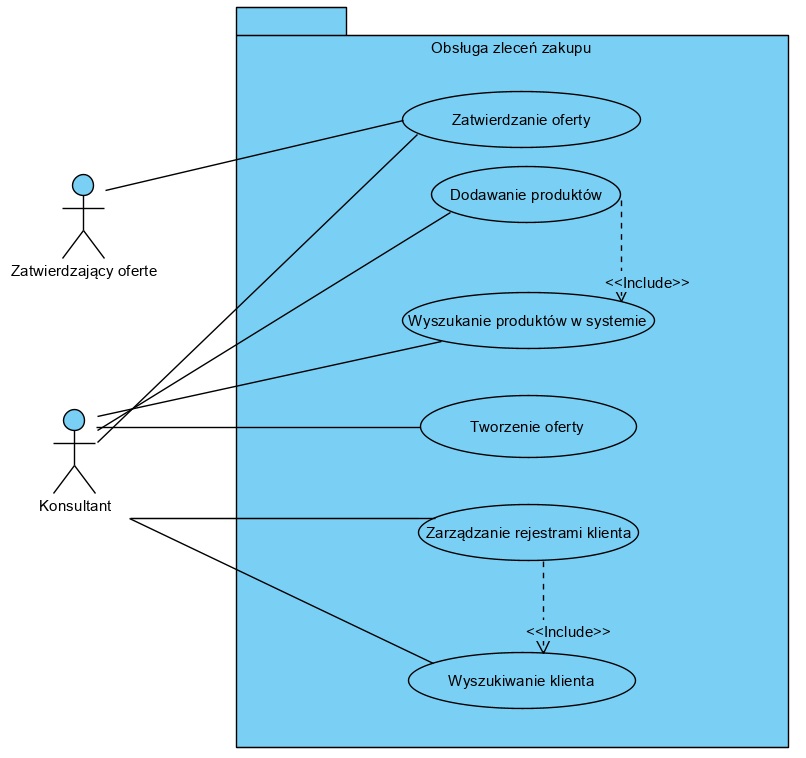 Obsługa zleceń zakupu
Zatwierdzanie oferty
Dodawanie produktów
Zatwierdzający oferte
<<Include>>
Wyszukanie produktów w systemie
Tworzenie oferty
Konsultant
Zarządzanie rejestrami klienta
<<Include>>
Wyszukiwanie klienta